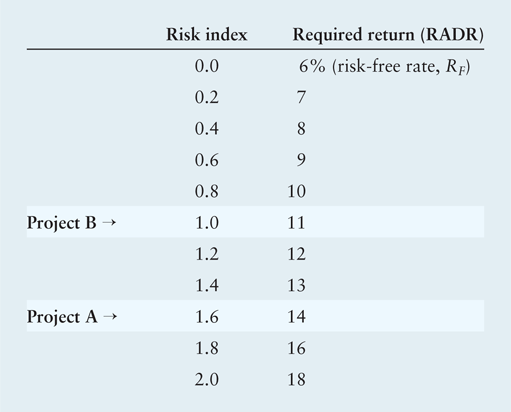 Risk index Required return (RADR)
0.0 6% (risk-free rate, R_F)
0.2 7
0.4 8
0.6 9
0.8 10
Project B → 1.0 11
1.2 12
1.4 13
Project A → 1.6 14
1.8 16
2.0 18